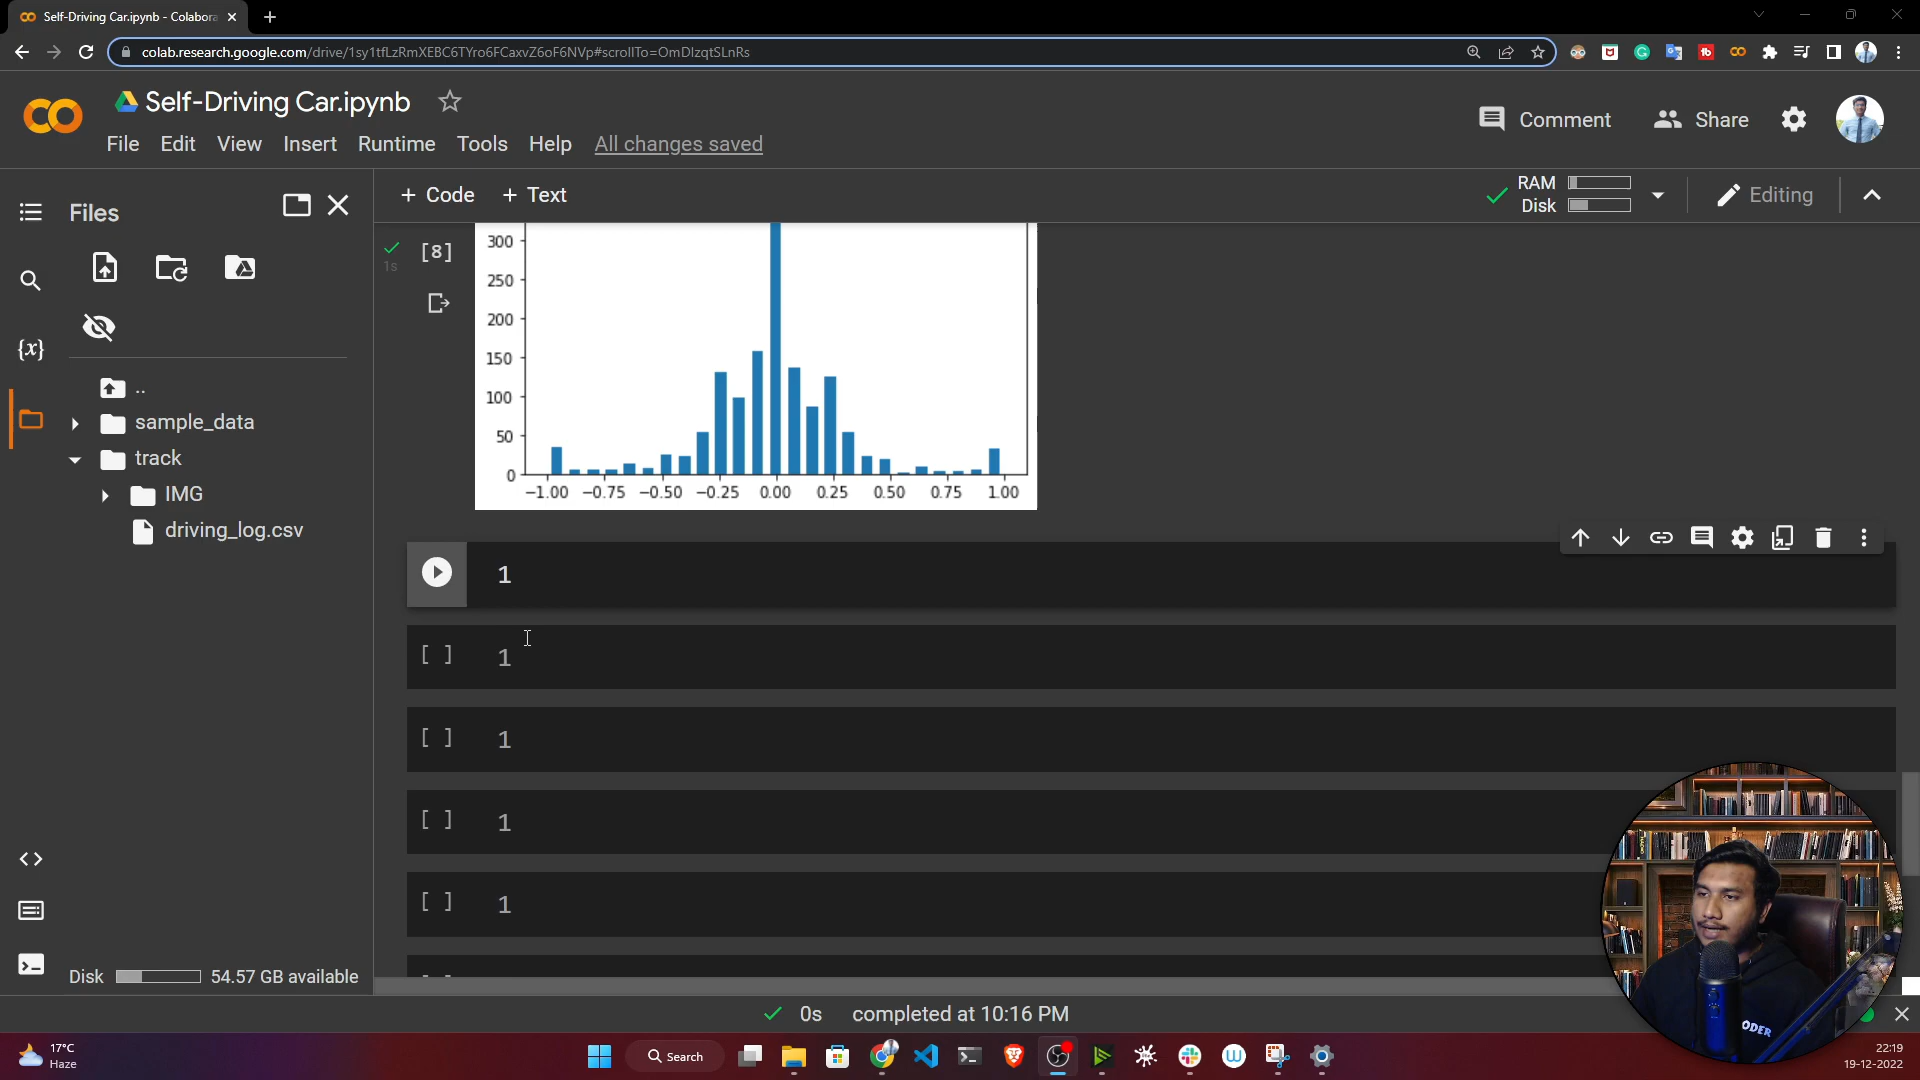 Self-Driving Car.ipynb - Colabora
colab.research.google.com/drive/1sy1tfLzRmXEBC6TYro6FCaxvZ6oF6NVp#scrollTo=OmDIzqtSLnRs
Self-Driving Car.ipynb
Comment
Share
File Edit View Insert Runtime Tools Help All changes saved
Files
+ Code + Text
RAM
Disk
Editing
[8]
1s
300
250
200
150
100
50
0
−1.00 −0.75 −0.50 −0.25 0.00 0.25 0.50 0.75 1.00
{x}
..
sample_data
track
IMG
driving_log.csv
1
[ ] 1
[ ] 1
[ ] 1
[ ] 1
Disk 54.57 GB available
0s completed at 10:16 PM
ODER
17°C
Haze
Search
22:19
19-12-2022